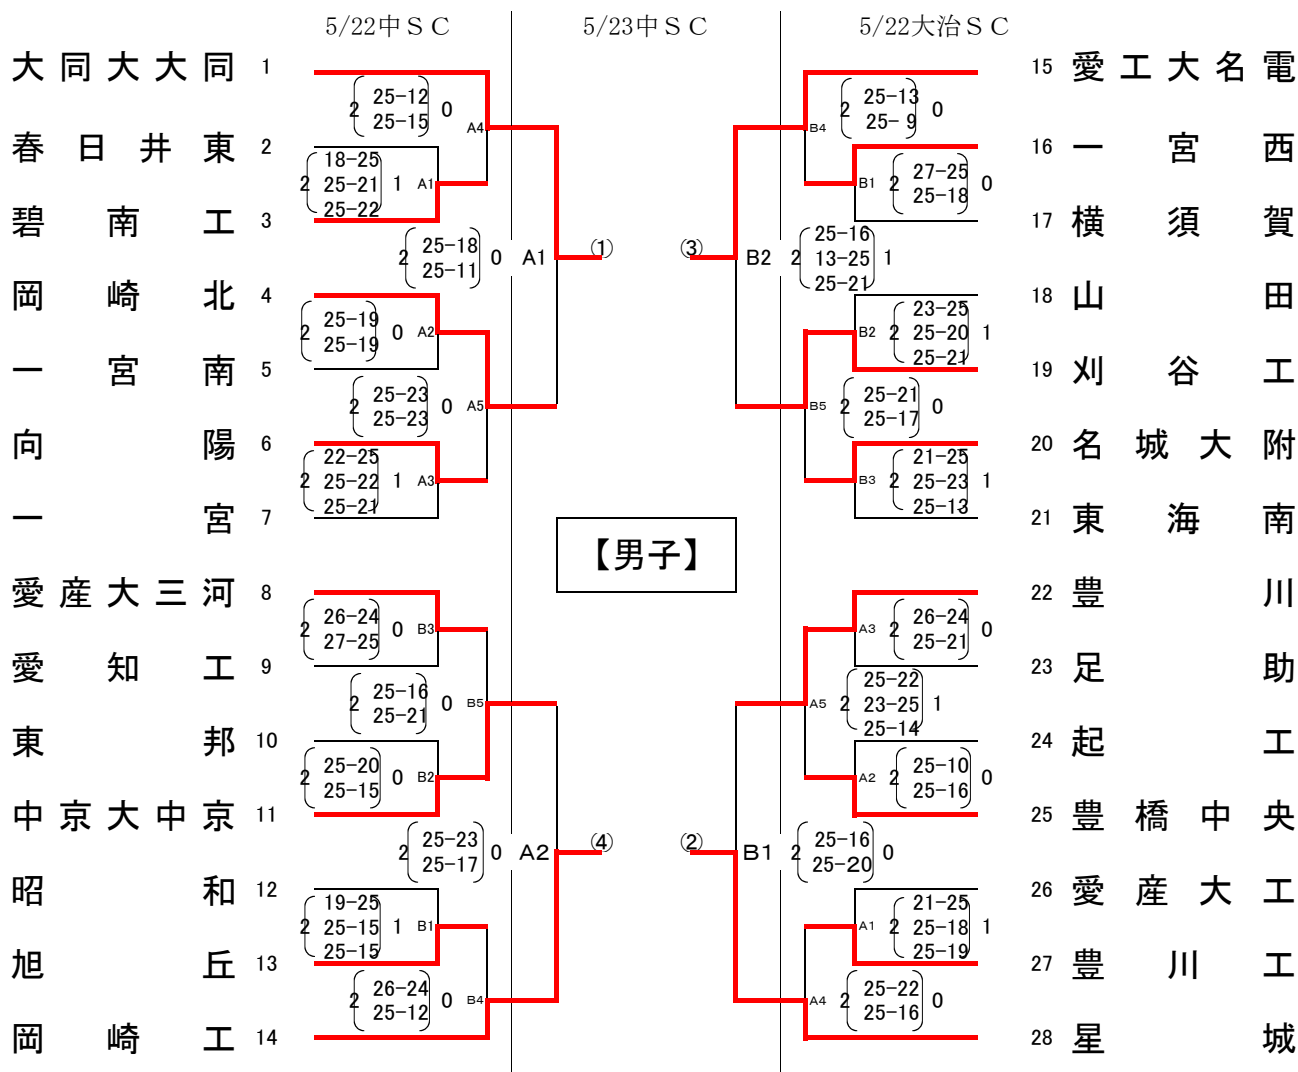 5/22中ＳＣ 5/23中ＳＣ 5/22大治ＳＣ
大同大大同 1
25-12
2 0
25-15
A4
春日井東 2
18-25
2 25-21 1 A1
25-22
碧南工 3
25-18
2 0 A1 ①
25-11
岡崎北 4
25-19
2 0 A2
25-19
一宮南 5
25-23
2 0 A5
25-23
向陽 6
22-25
2 25-22 1 A3
25-21
一宮 7
【男子】
愛産大三河 8
26-24
2 0 B3
27-25
愛知工 9
25-16
2 0 B5
25-21
東邦 10
25-20
2 0 B2
25-15
中京大中京 11
25-23
2 0 A2 ④
25-17
昭和 12
19-25
2 25-15 1 B1
25-15
旭丘 13
26-24
2 0 B4
25-12
岡崎工 14
15 愛工大名電
25-13
2 0
25- 9
B4
16 一宮西
27-25
B1 2 0
25-18
17 横須賀
25-16
③ B2 2 13-25 1
25-21
18 山田
23-25
B2 2 25-20 1
25-21
19 刈谷工
25-21
B5 2 0
25-17
20 名城大附
21-25
B3 2 25-23 1
25-13
21 東海南
22 豊川
26-24
A3 2 0
25-21
23 足助
25-22
A5 2 23-25 1
25-14
24 起工
25-10
A2 2 0
25-16
25 豊橋中央
25-16
② B1 2 0
25-20
26 愛産大工
21-25
A1 2 25-18 1
25-19
27 豊川工
25-22
A4 2 0
25-16
28 星城